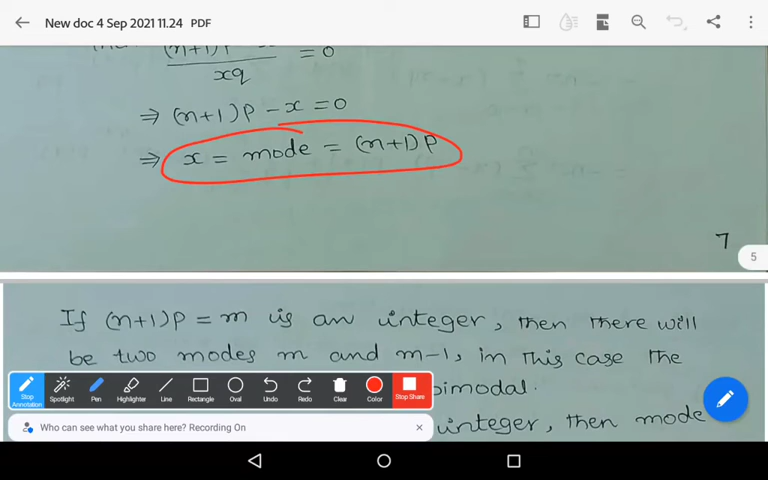 New doc 4 Sep 2021 11.24 PDF
(n+1)P
xq
= 0
⇒ (n+1)P - x = 0
⇒ x = mode = (n+1)P
7
5
If (n+1)P = m is an integer, then there will
be two modes m and m-1, in this case the
bimodal.
integer, then mode
Stop Annotation
Spotlight
Pen
Highlighter
Line
Rectangle
Oval
Undo
Redo
Clear
Color
Stop Share
Who can see what you share here? Recording On